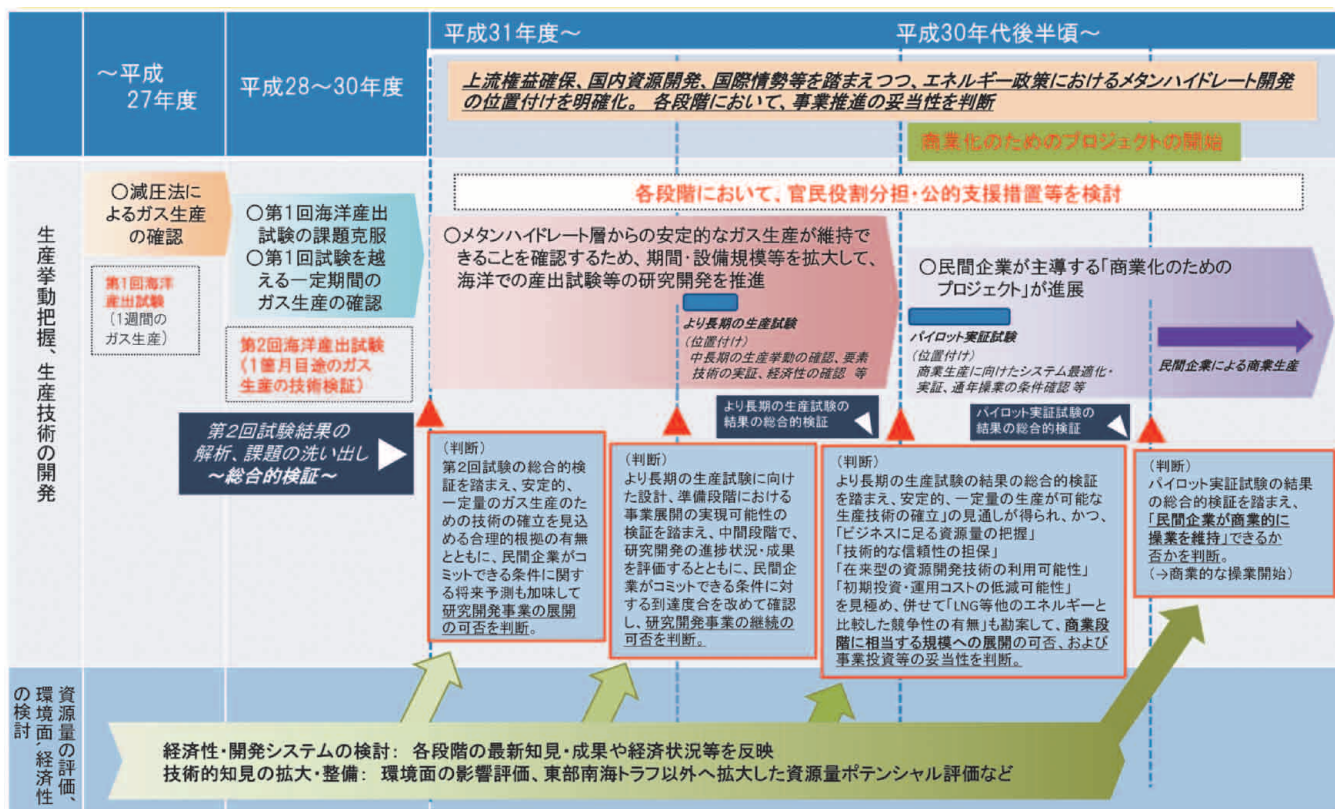 ～平成
27年度
平成28～30年度
平成31年度～
平成30年代後半頃～
上流権益確保、国内資源開発、国際情勢等を踏まえつつ、エネルギー政策におけるメタンハイドレート開発
の位置付けを明確化。 各段階において、事業推進の妥当性を判断
商業化のためのプロジェクトの開始
各段階において、官民役割分担・公的支援措置等を検討
生産挙動把握、生産技術の開発
○減圧法に
よるガス生産
の確認
第1回海洋
産出試験
(1週間の
ガス生産)
○第1回海洋産出
試験の課題克服
○第1回試験を越
える一定期間の
ガス生産の確認
第2回海洋産出試験
(1箇月目途のガス
生産の技術検証)
第2回試験結果の
解析、課題の洗い出し
～総合的検証～
○メタンハイドレート層からの安定的なガス生産が維持で
きることを確認するため、期間・設備規模等を拡大して、
海洋での産出試験等の研究開発を推進
より長期の生産試験
(位置付け)
中長期の生産挙動の確認、要素
技術の実証、経済性の確認 等
○民間企業が主導する「商業化のための
プロジェクト」が進展
パイロット実証試験
(位置付け)
商業生産に向けたシステム最適化・
実証、通年操業の条件確認 等
民間企業による商業生産
より長期の生産試験の
結果の総合的検証
パイロット実証試験の
結果の総合的検証
(判断)
第2回試験の総合的検
証を踏まえ、安定的、
一定量のガス生産のた
めの技術の確立を見込
める合理的根拠の有無
とともに、民間企業がコ
ミットできる条件に関す
る将来予測も加味して
研究開発事業の展開
の可否を判断。
(判断)
より長期の生産試験に向け
た設計、準備段階における
事業展開の実現可能性の
検証を踏まえ、中間段階で、
研究開発の進捗状況・成果
を評価するとともに、民間企
業がコミットできる条件に対
する到達度合を改めて確認
し、研究開発事業の継続の
可否を判断。
(判断)
より長期の生産試験の結果の総合的検証
を踏まえ、安定的、一定量の生産が可能な
生産技術の確立」の見通しが得られ、かつ、
「ビジネスに足る資源量の把握」
「技術的な信頼性の担保」
「在来型の資源開発技術の利用可能性」
「初期投資・運用コストの低減可能性」
を見極め、併せて「LNG等他のエネルギーと
比較した競争性の有無」も勘案して、商業段
階に相当する規模への展開の可否、および
事業投資等の妥当性を判断。
(判断)
パイロット実証試験の結果
の総合的検証を踏まえ、
「民間企業が商業的に
操業を維持」できるか
否かを判断。
(→商業的な操業開始)
資源量の評価、
環境面、経済性
の検討
経済性・開発システムの検討： 各段階の最新知見・成果や経済状況等を反映
技術的知見の拡大・整備： 環境面の影響評価、東部南海トラフ以外へ拡大した資源量ポテンシャル評価など